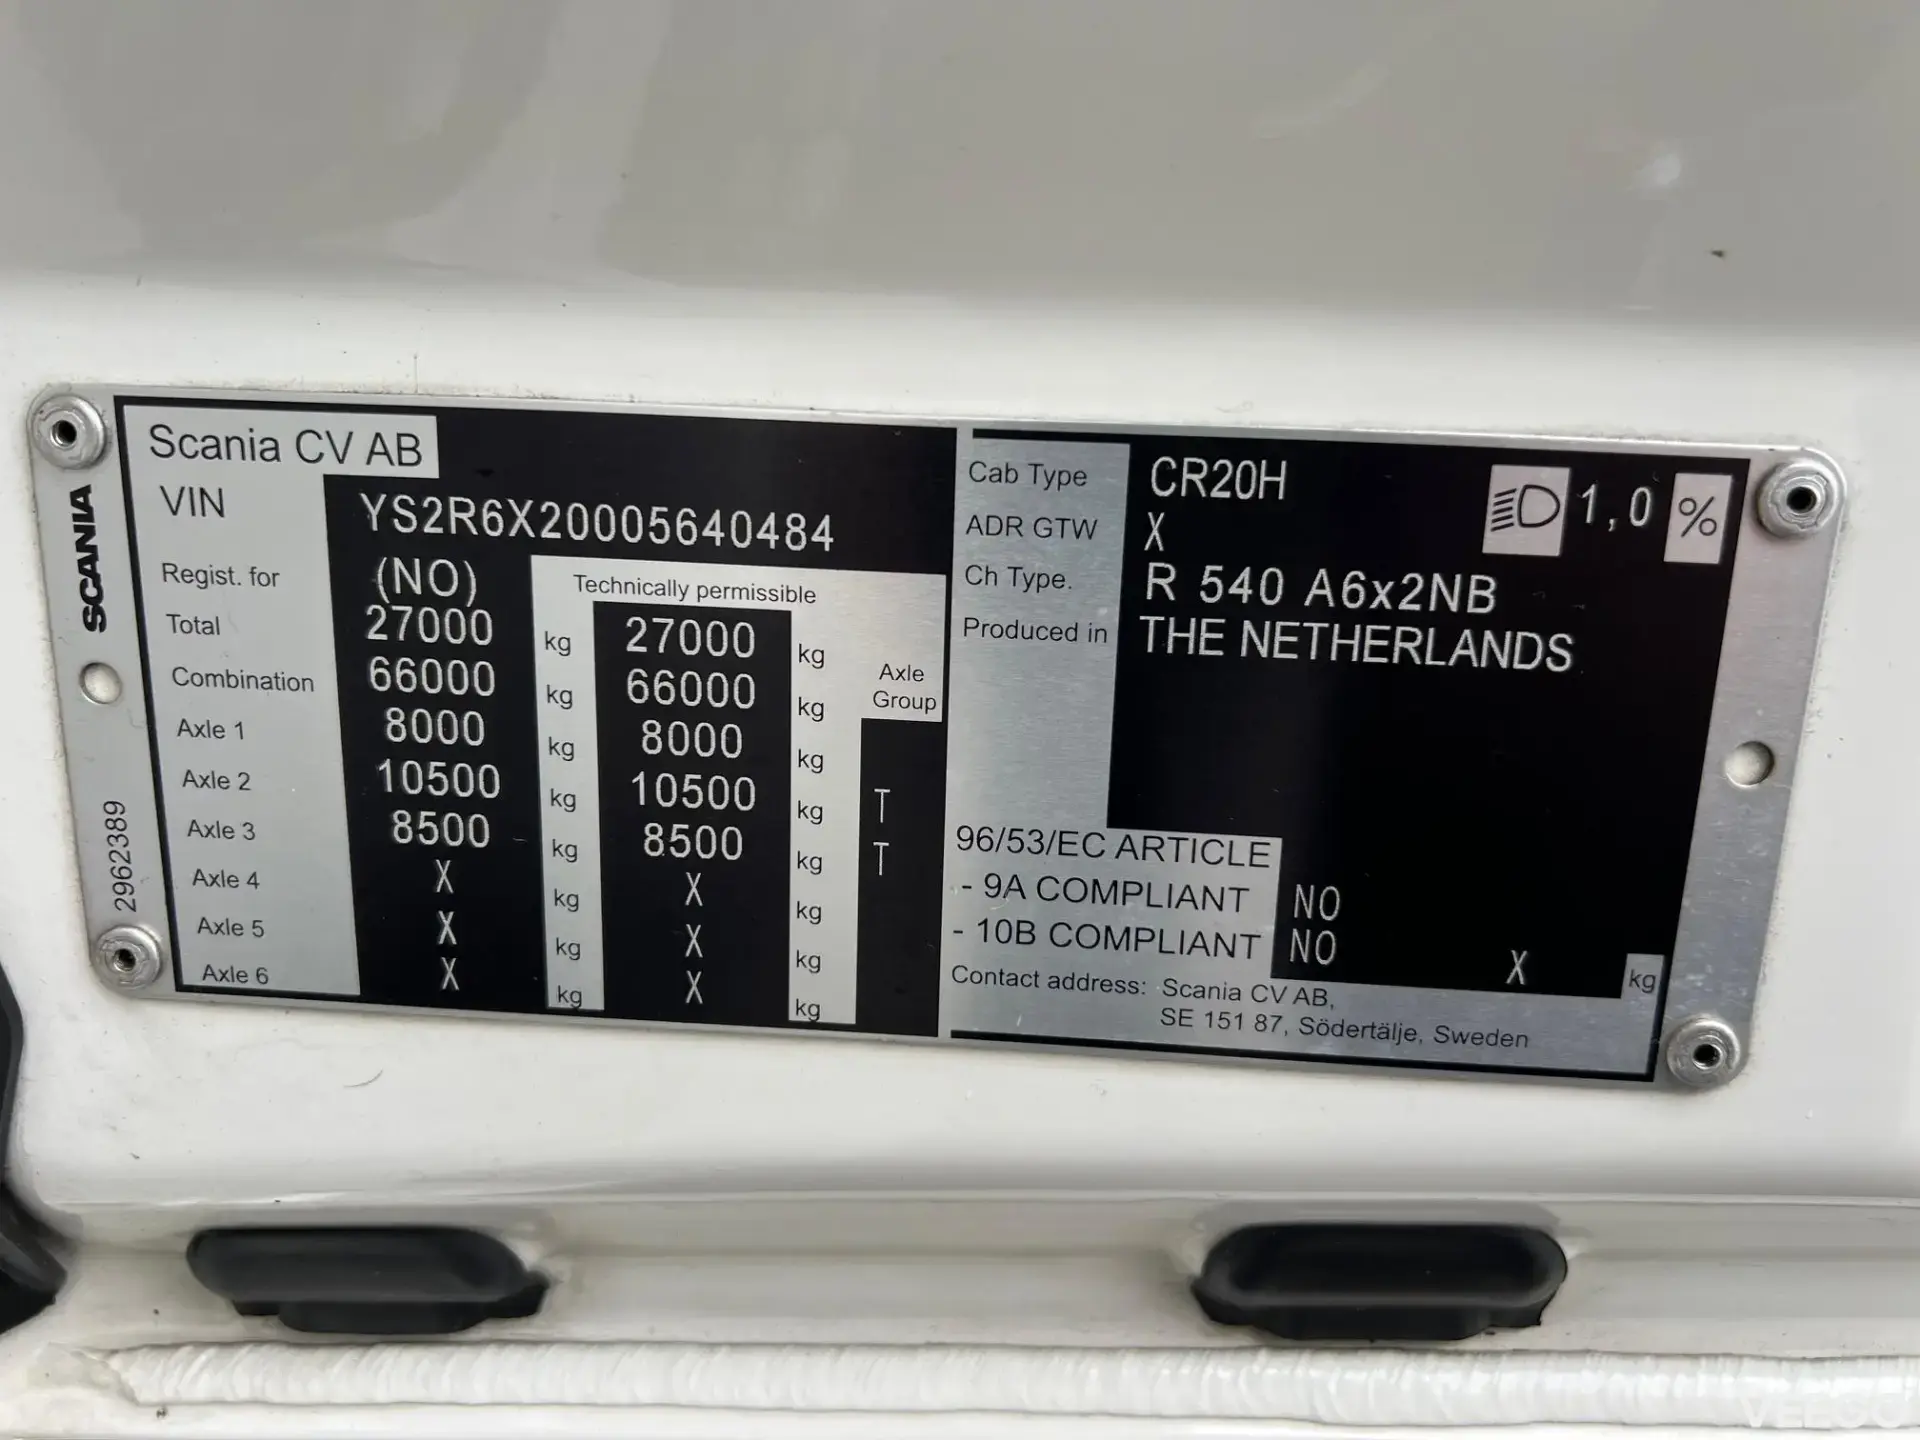 Scania CV AB
SCANIA
2962389
VIN YS2R6X20005640484
Regist. for (NO) Technically permissible
Total 27000 kg 27000 kg
Combination 66000 kg 66000 kg Axle Group
Axle 1 8000 kg 8000 kg
Axle 2 10500 kg 10500 kg T
Axle 3 8500 kg 8500 kg T
Axle 4 X kg X kg
Axle 5 X kg X kg
Axle 6 X kg X kg
Cab Type CR20H 1,0 %
ADR GTW X
Ch Type. R 540 A6x2NB
Produced in THE NETHERLANDS
96/53/EC ARTICLE
- 9A COMPLIANT NO
- 10B COMPLIANT NO X kg
Contact address: Scania CV AB,
SE 151 87, Södertälje, Sweden
VEEGO